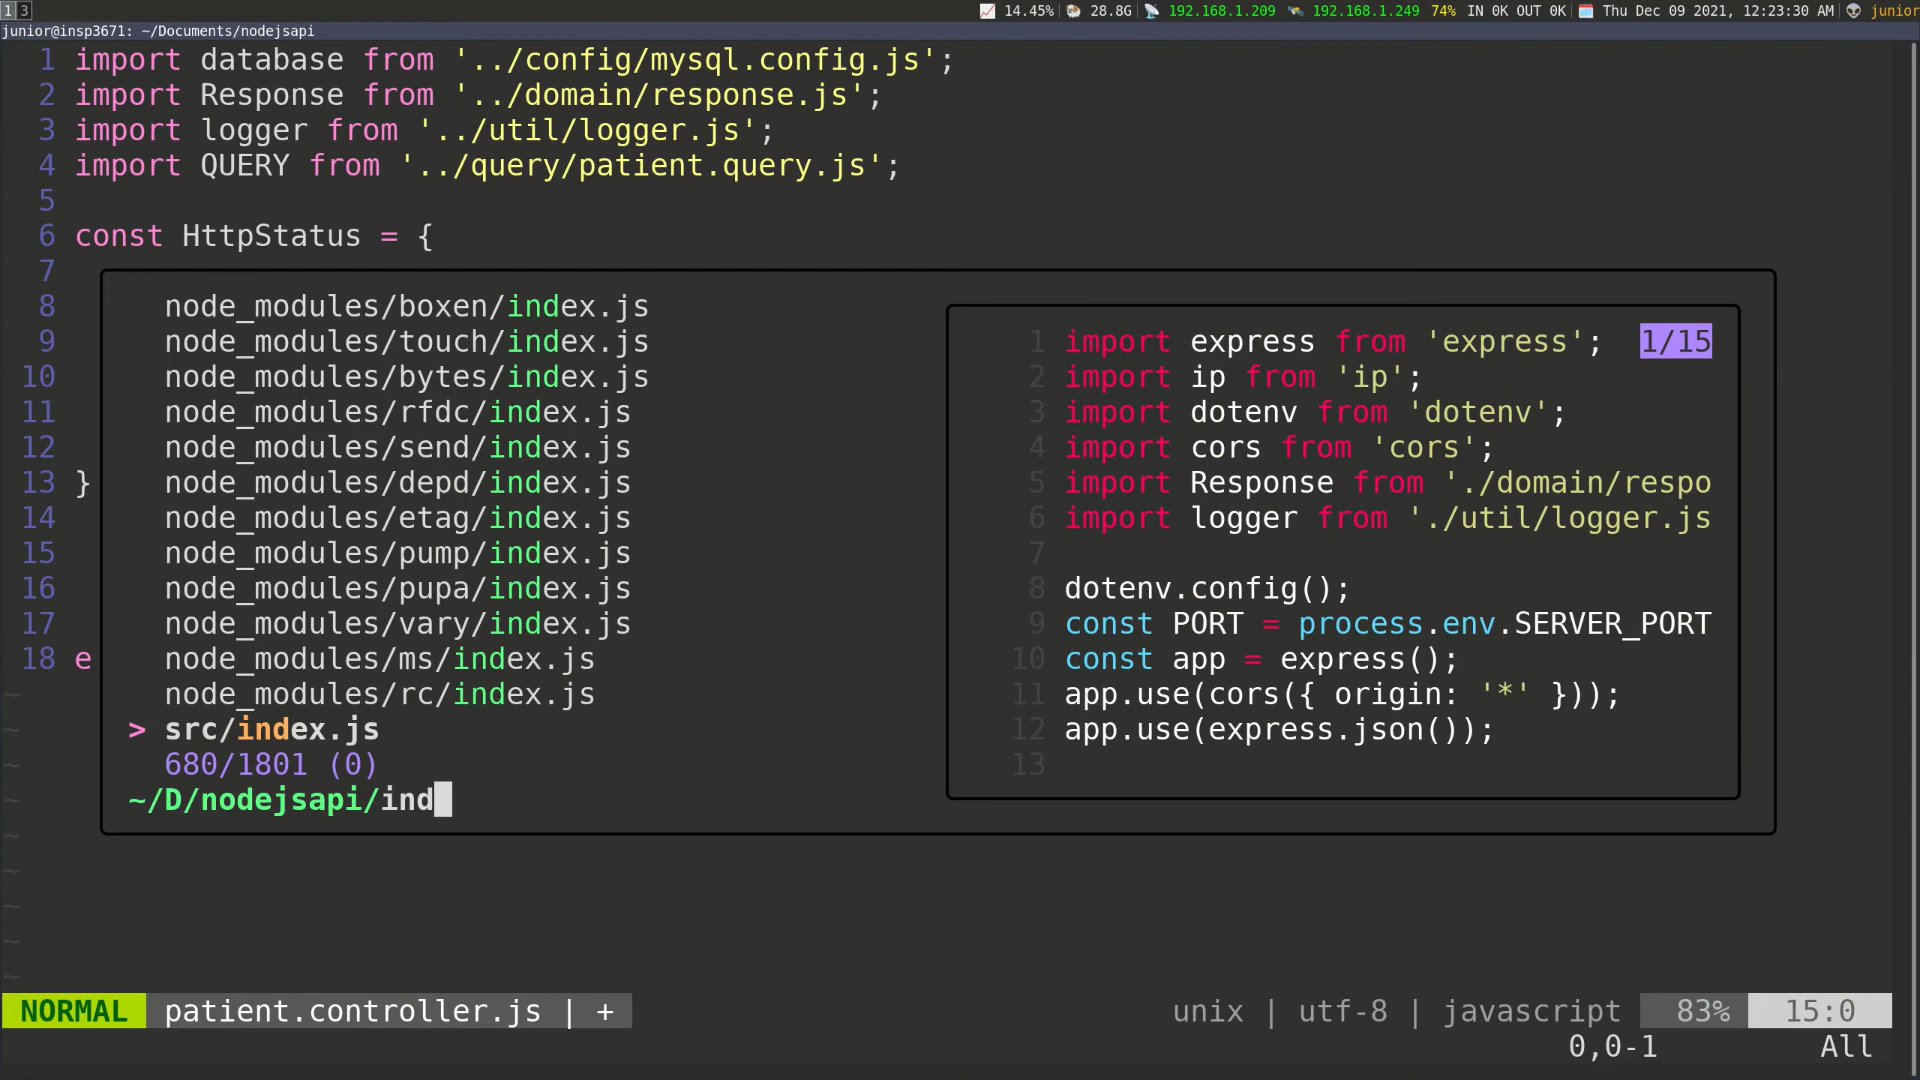 1 3 14.45% 28.8G 192.168.1.209 192.168.1.249 74% IN 0K OUT 0K Thu Dec 09 2021, 12:23:30 AM junior
junior@insp3671: ~/Documents/nodejsapi
1 import database from '../config/mysql.config.js';
2 import Response from '../domain/response.js';
3 import logger from '../util/logger.js';
4 import QUERY from '../query/patient.query.js';
5
6 const HttpStatus = {
7
8
9
10
11
12
13 }
14
15
16
17
18 e
node_modules/boxen/index.js
node_modules/touch/index.js
node_modules/bytes/index.js
node_modules/rfdc/index.js
node_modules/send/index.js
node_modules/depd/index.js
node_modules/etag/index.js
node_modules/pump/index.js
node_modules/pupa/index.js
node_modules/vary/index.js
node_modules/ms/index.js
node_modules/rc/index.js
> src/index.js
680/1801 (0)
~/D/nodejsapi/ind
1 import express from 'express'; 1/15
2 import ip from 'ip';
3 import dotenv from 'dotenv';
4 import cors from 'cors';
5 import Response from './domain/respo
6 import logger from './util/logger.js
7
8 dotenv.config();
9 const PORT = process.env.SERVER_PORT
10 const app = express();
11 app.use(cors({ origin: '*' }));
12 app.use(express.json());
13
~
~
~
~
~
~
~
~
~
NORMAL patient.controller.js | + unix | utf-8 | javascript 83% 15:0
0,0-1 All